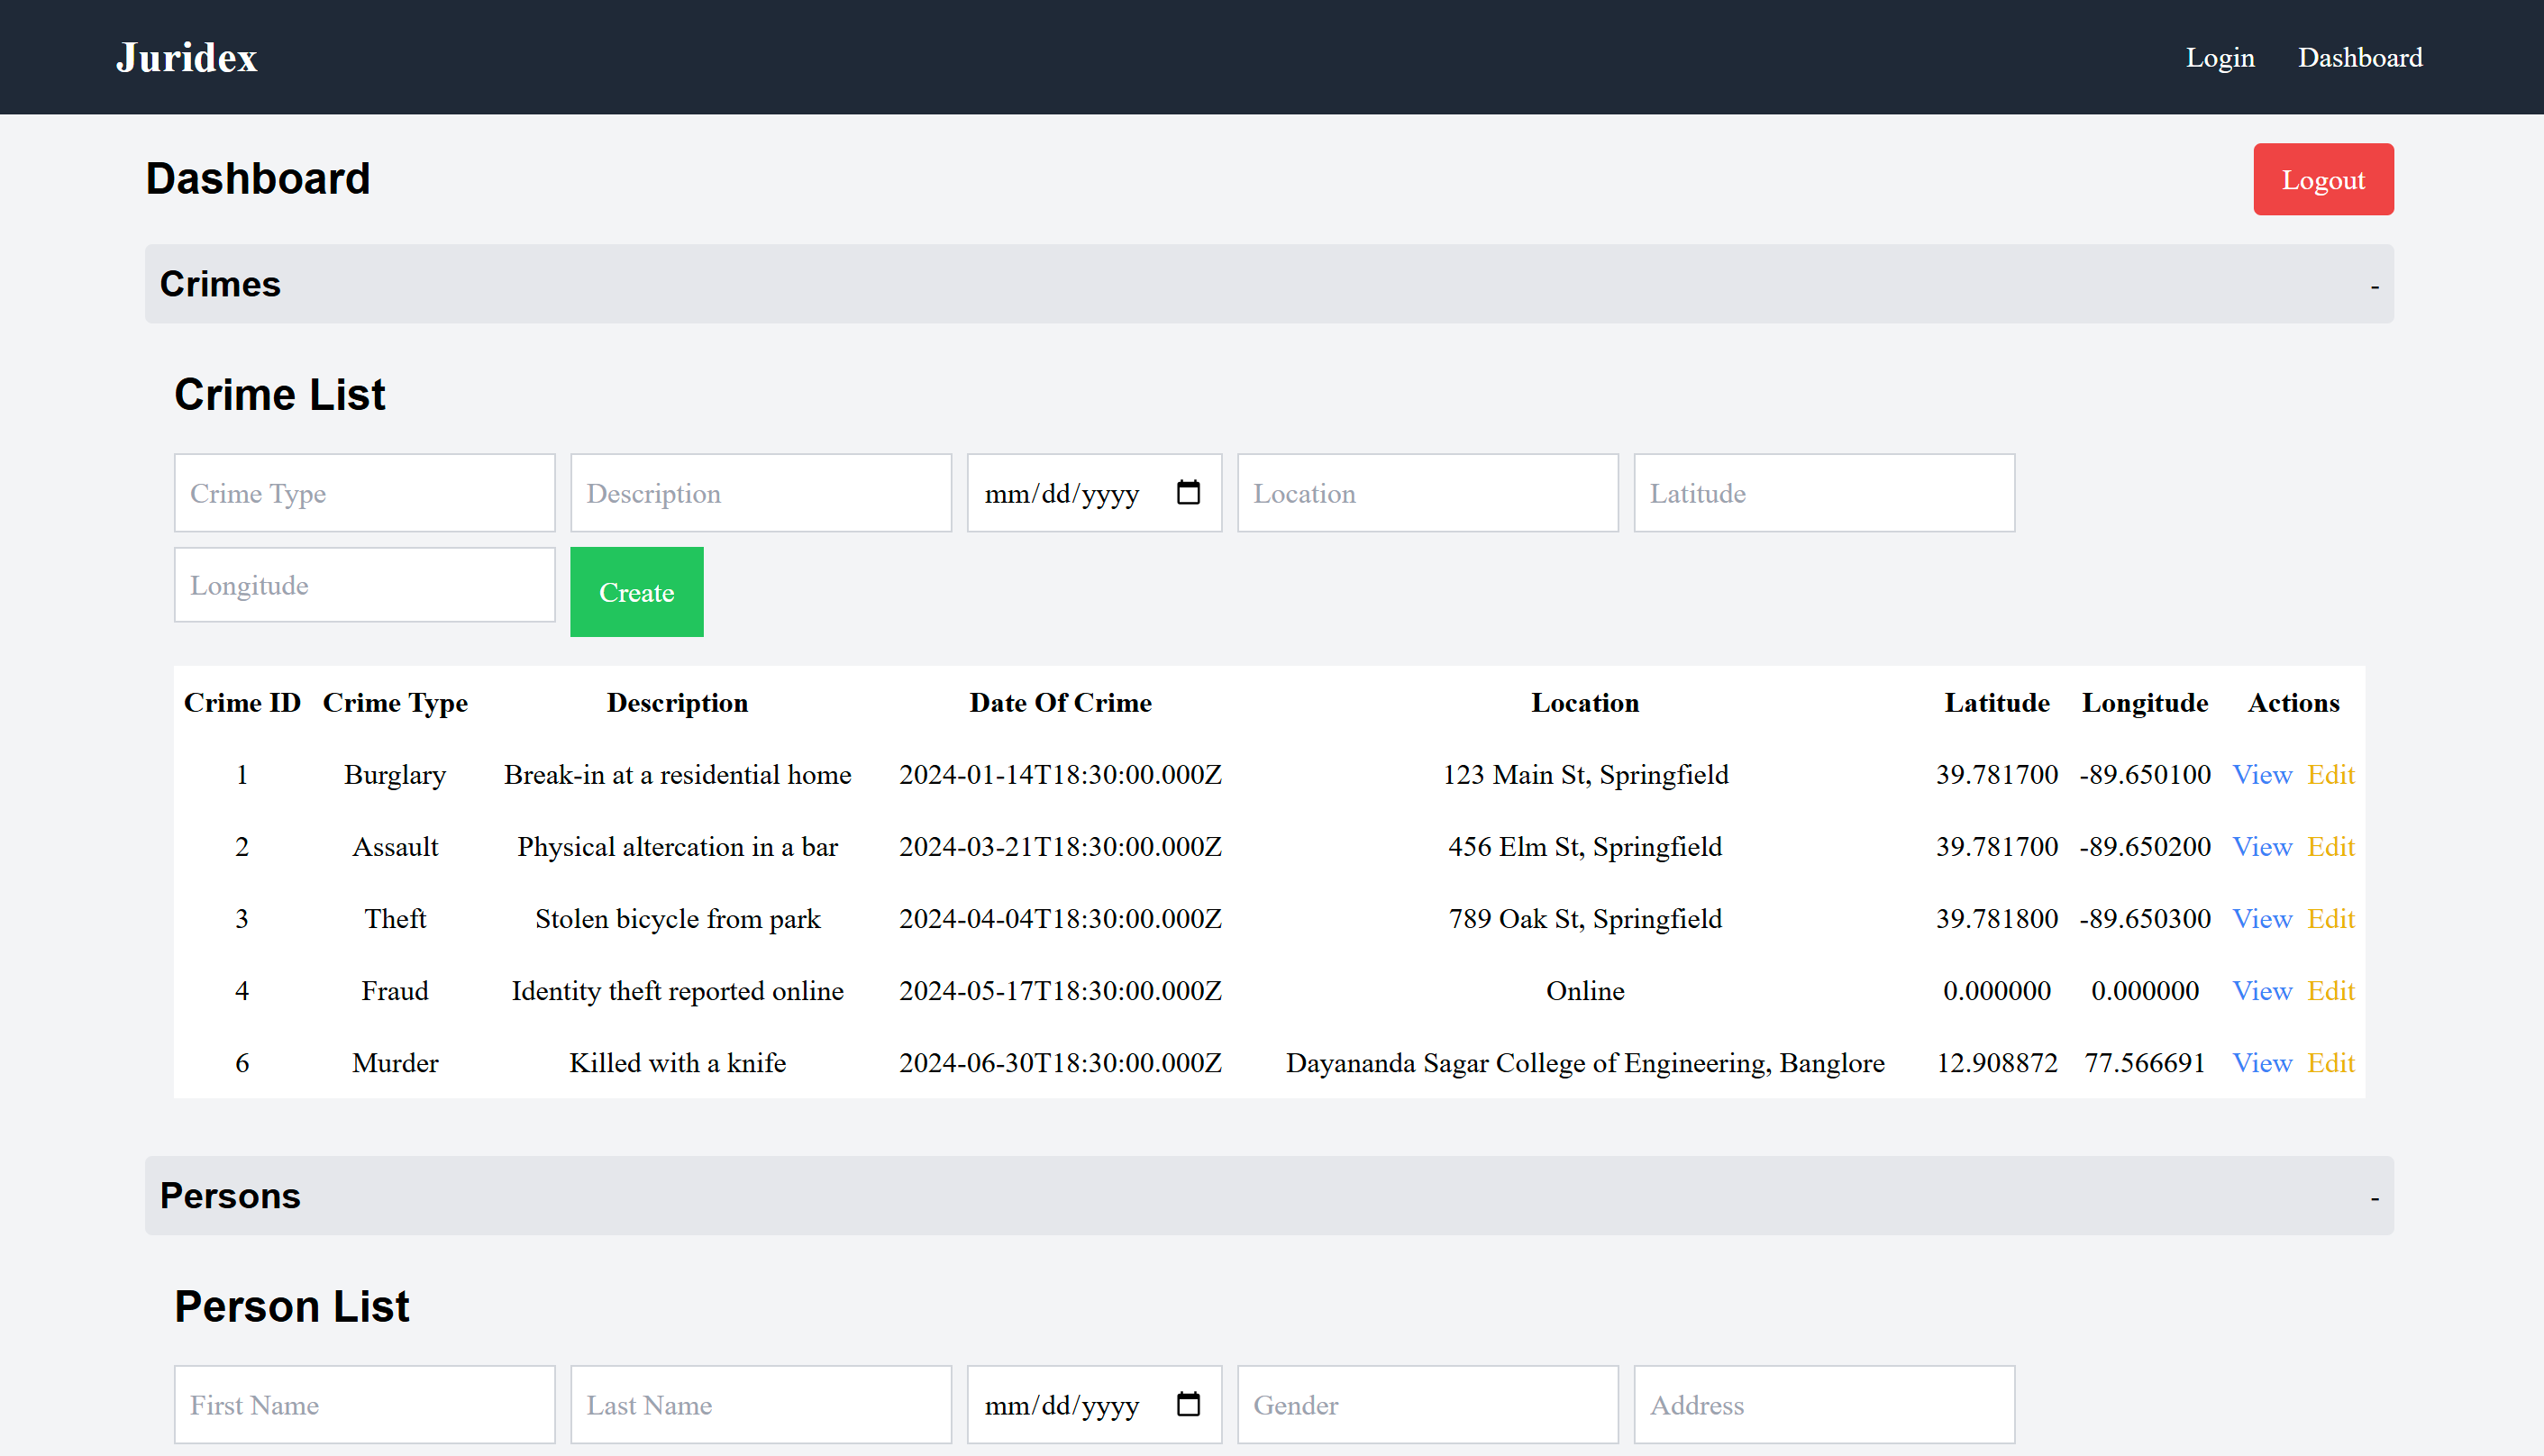 Juridex Login Dashboard
Dashboard Logout
Crimes -
Crime List
Crime Type Description mm/dd/yyyy Location Latitude
Longitude Create
Crime ID Crime Type Description Date Of Crime Location Latitude Longitude Actions
1 Burglary Break-in at a residential home 2024-01-14T18:30:00.000Z 123 Main St, Springfield 39.781700 -89.650100 View Edit
2 Assault Physical altercation in a bar 2024-03-21T18:30:00.000Z 456 Elm St, Springfield 39.781700 -89.650200 View Edit
3 Theft Stolen bicycle from park 2024-04-04T18:30:00.000Z 789 Oak St, Springfield 39.781800 -89.650300 View Edit
4 Fraud Identity theft reported online 2024-05-17T18:30:00.000Z Online 0.000000 0.000000 View Edit
6 Murder Killed with a knife 2024-06-30T18:30:00.000Z Dayananda Sagar College of Engineering, Banglore 12.908872 77.566691 View Edit
Persons -
Person List
First Name Last Name mm/dd/yyyy Gender Address